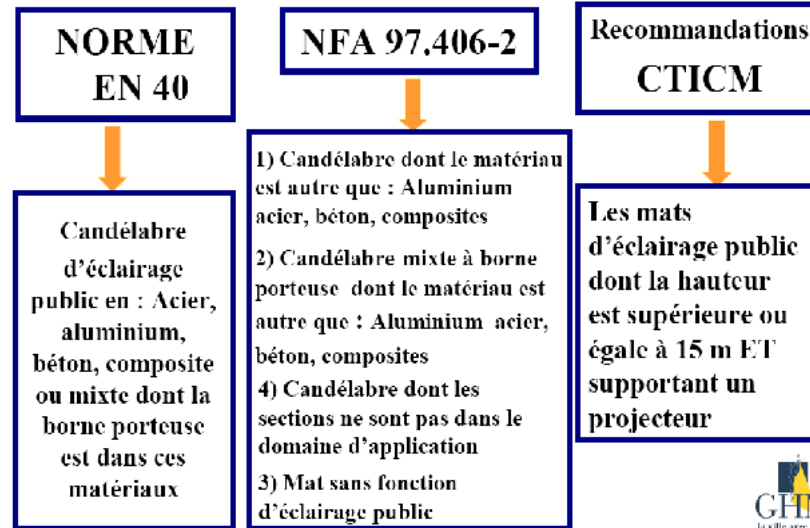 NORME
EN 40
NFA 97.406-2
Recommandations
CTICM
Candélabre
d'éclairage
public en : Acier,
aluminium,
béton, composite
ou mixte dont la
borne porteuse
est dans ces
matériaux
1) Candélabre dont le matériau
est autre que : Aluminium
acier, béton, composites
2) Candélabre mixte à borne
porteuse dont le matériau est
autre que : Aluminium acier,
béton, composites
4) Candélabre dont les
sections ne sont pas dans le
domaine d'application
3) Mat sans fonction
d'éclairage public
Les mats
d'éclairage public
dont la hauteur
est supérieure ou
égale à 15 m ET
supportant un
projecteur